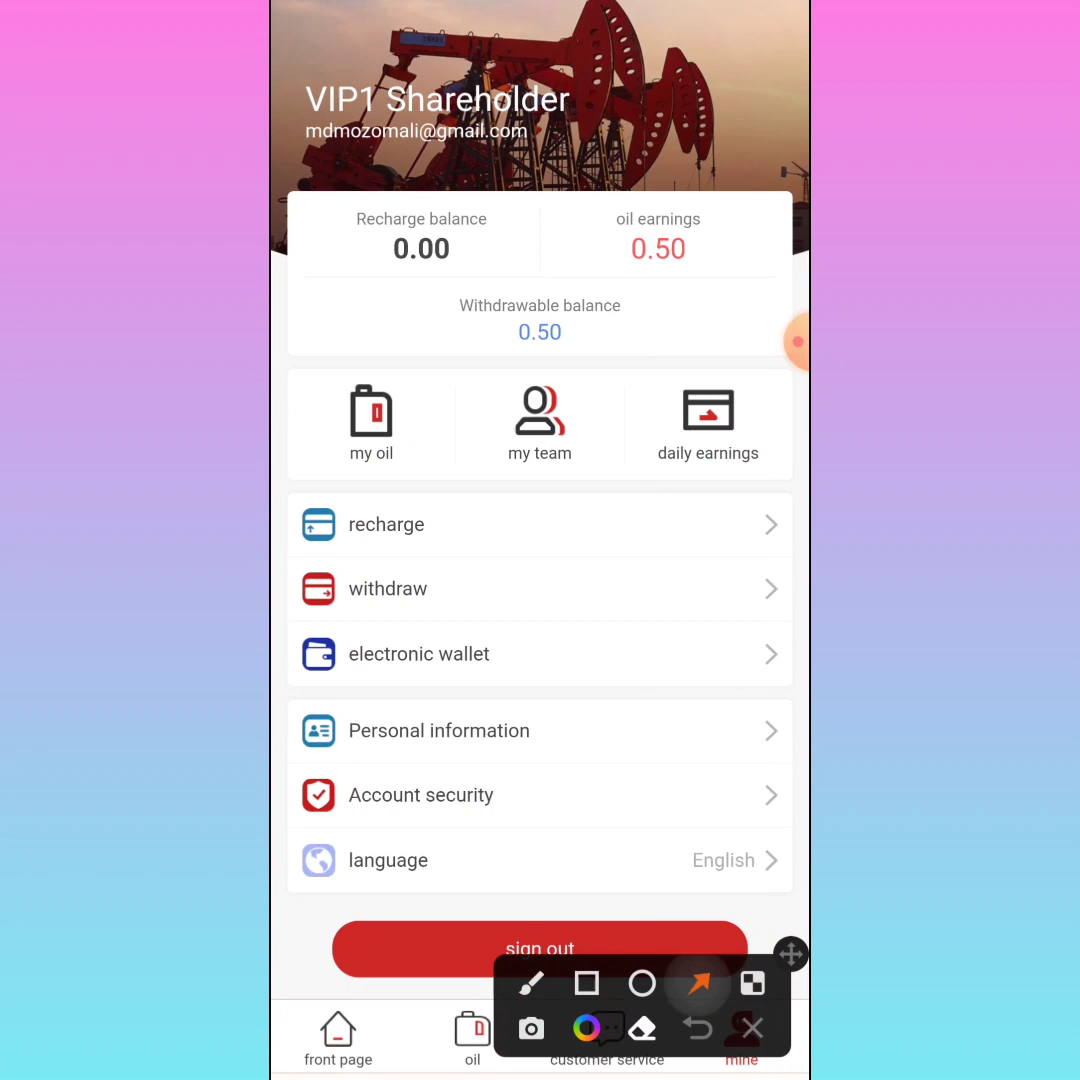 VIP1 Shareholder
mdmozomali@gmail.com
Recharge balance
0.00
oil earnings
0.50
Withdrawable balance
0.50
my oil
my team
daily earnings
recharge
withdraw
electronic wallet
Personal information
Account security
language
English
sign out
front page
oil
customer service
mine